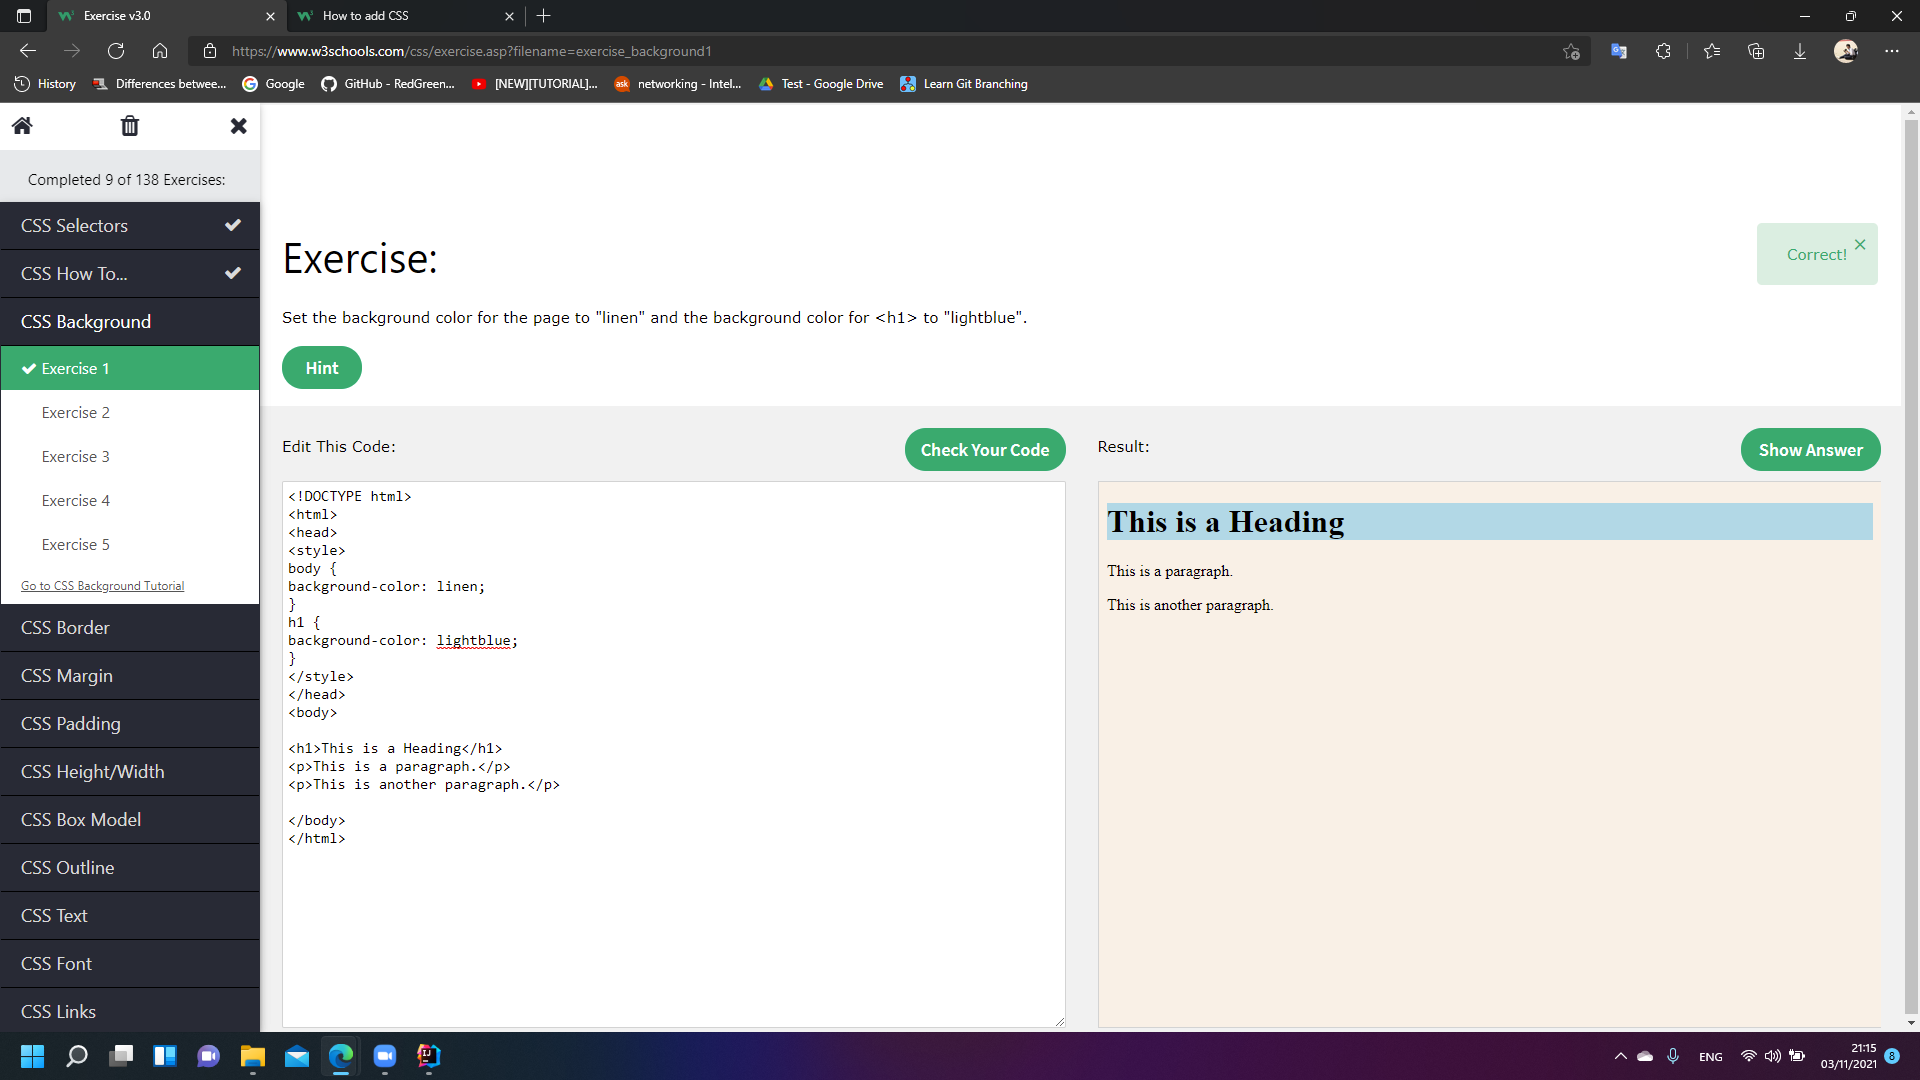 Exercise v3.0
How to add CSS
https://www.w3schools.com/css/exercise.asp?filename=exercise_background1
History
Differences betwee...
Google
GitHub - RedGreen...
[NEW][TUTORIAL]...
ask
networking - Intel...
Test - Google Drive
Learn Git Branching
Completed 9 of 138 Exercises:
CSS Selectors
CSS How To...
CSS Background
Exercise 1
Exercise 2
Exercise 3
Exercise 4
Exercise 5
Go to CSS Background Tutorial
CSS Border
CSS Margin
CSS Padding
CSS Height/Width
CSS Box Model
CSS Outline
CSS Text
CSS Font
CSS Links
Exercise:
Correct!
Set the background color for the page to "linen" and the background color for <h1> to "lightblue".
Hint
Edit This Code:
Check Your Code
<!DOCTYPE html>
<html>
<head>
<style>
body {
background-color: linen;
}
h1 {
background-color: lightblue;
}
</style>
</head>
<body>
<h1>This is a Heading</h1>
<p>This is a paragraph.</p>
<p>This is another paragraph.</p>
</body>
</html>
Result:
Show Answer
This is a Heading
This is a paragraph.
This is another paragraph.
IJ
ENG
21:15
03/11/2021
8